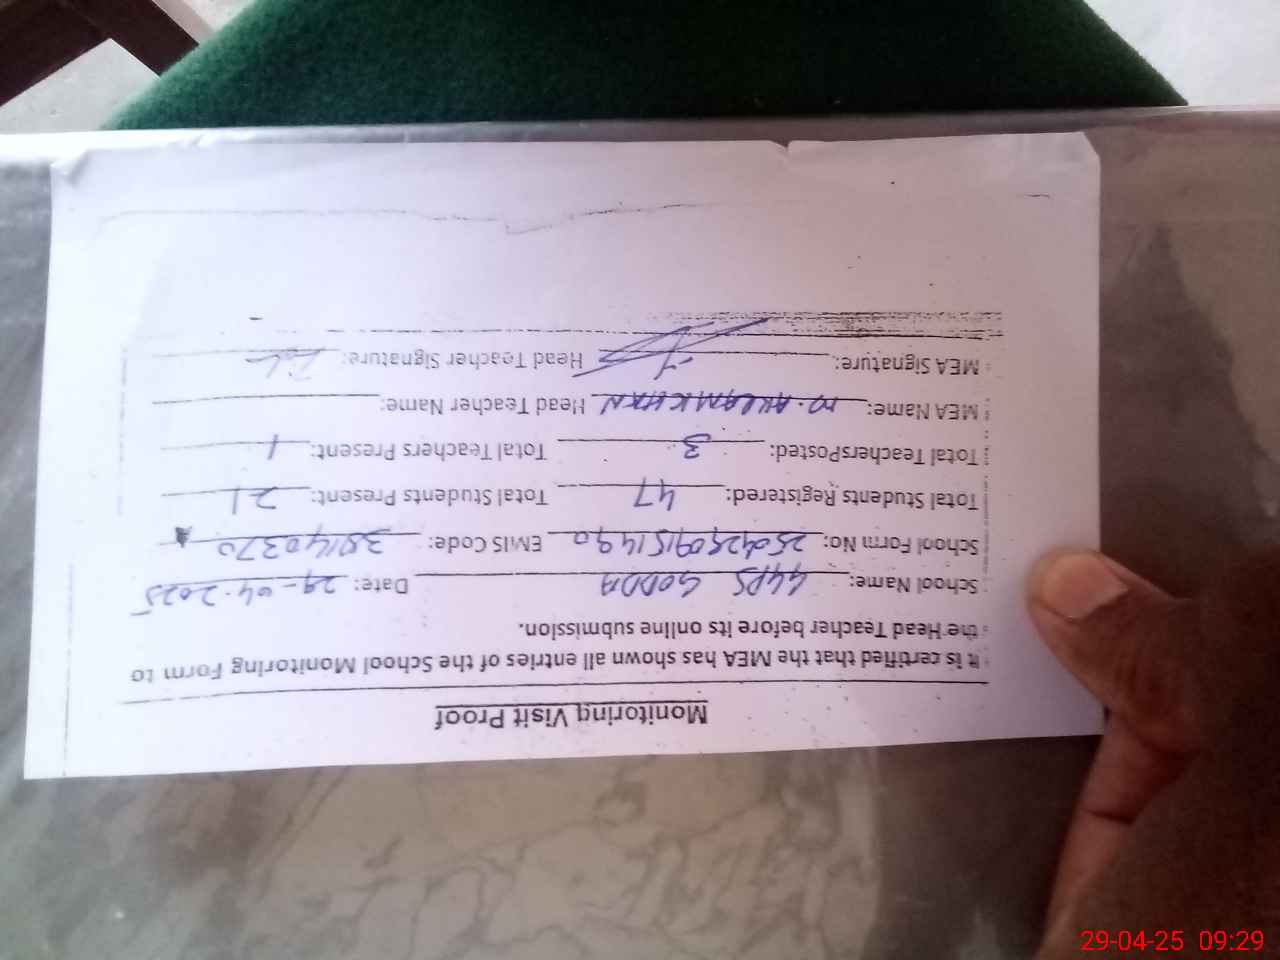 Monitoring Visit Proof
It is certified that the MEA has shown all entries of the School Monitoring Form to
the Head Teacher before its online submission.
School Name: GGPS GODDA Date: 29-04-2025
School Form No: EMIS Code: 38140370
Total Students Registered: 47 Total Students Present: 21
Total TeachersPosted: 3 Total Teachers Present: 1
MEA Name: M. KHAN Head Teacher Name:
MEA Signature: Head Teacher Signature:
29-04-25 09:29